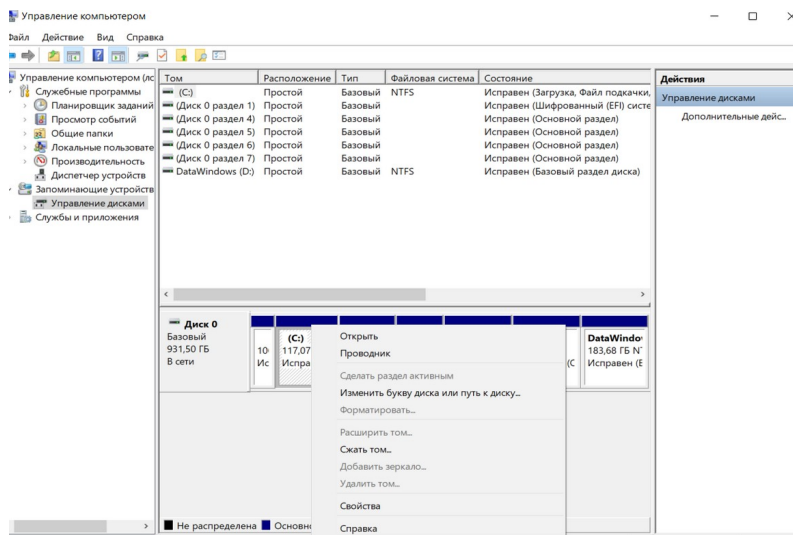 Управление компьютером
Файл Действие Вид Справка
Управление компьютером (лс
Служебные программы
Планировщик заданий
Просмотр событий
Общие папки
Локальные пользовате
Производительность
Диспетчер устройств
Запоминающие устройств
Управление дисками
Службы и приложения
Том Расположение Тип Файловая система Состояние
(C:) Простой Базовый NTFS Исправен (Загрузка, Файл подкачки,
(Диск 0 раздел 1) Простой Базовый Исправен (Шифрованный (EFI) систе
(Диск 0 раздел 4) Простой Базовый Исправен (Основной раздел)
(Диск 0 раздел 5) Простой Базовый Исправен (Основной раздел)
(Диск 0 раздел 6) Простой Базовый Исправен (Основной раздел)
(Диск 0 раздел 7) Простой Базовый Исправен (Основной раздел)
DataWindows (D:) Простой Базовый NTFS Исправен (Базовый раздел диска)
Действия
Управление дисками
Дополнительные дейс...
Диск 0
Базовый
931,50 ГБ
В сети
10
Ис
(C:)
117,07
Испра
(С
DataWindo
183,68 ГБ N
Исправен (Б
Открыть
Проводник
Сделать раздел активным
Изменить букву диска или путь к диску...
Форматировать...
Расширить том...
Сжать том...
Добавить зеркало...
Удалить том...
Свойства
Справка
Не распределена Основн